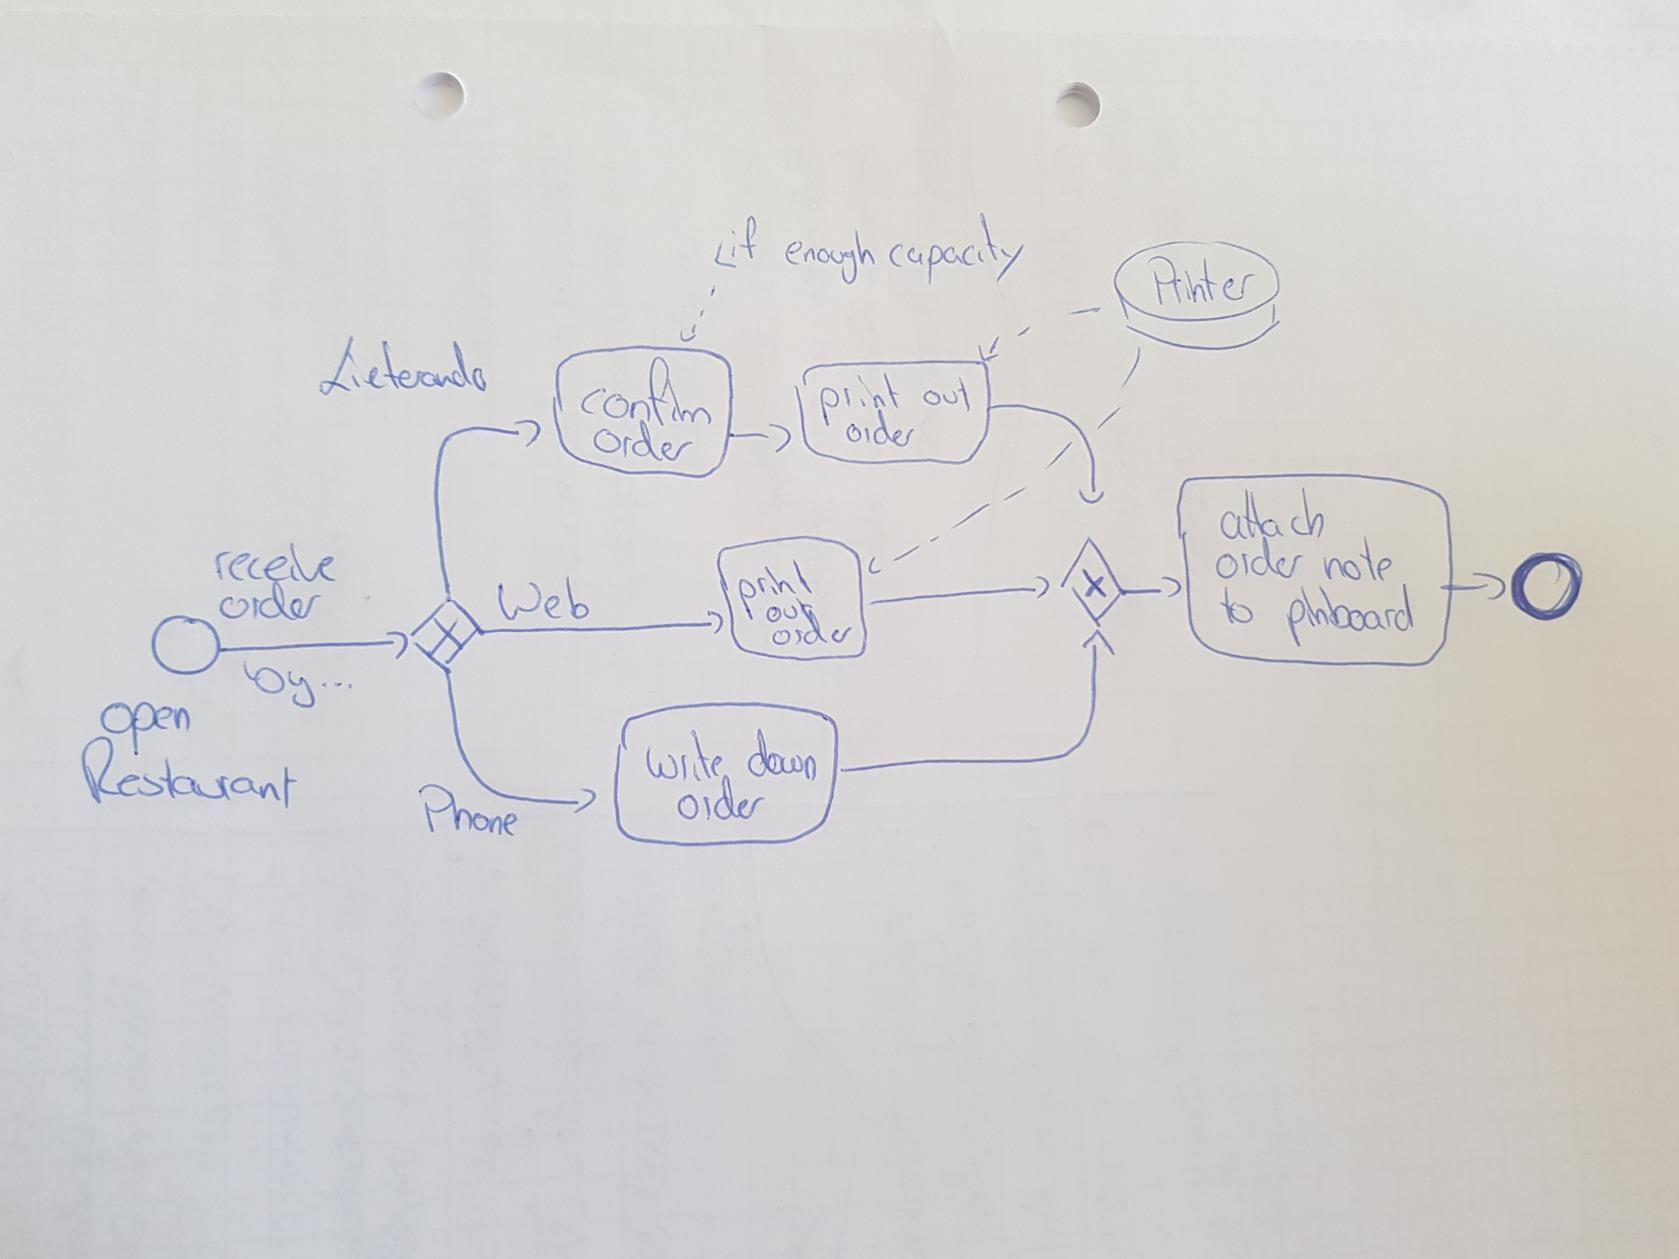 if enough capacity
Printer
Lieferando
confirm
order
print out
order
receive
order
by...
open
Restaurant
Web
print
out
order
attach
order note
to pinboard
Phone
write down
order